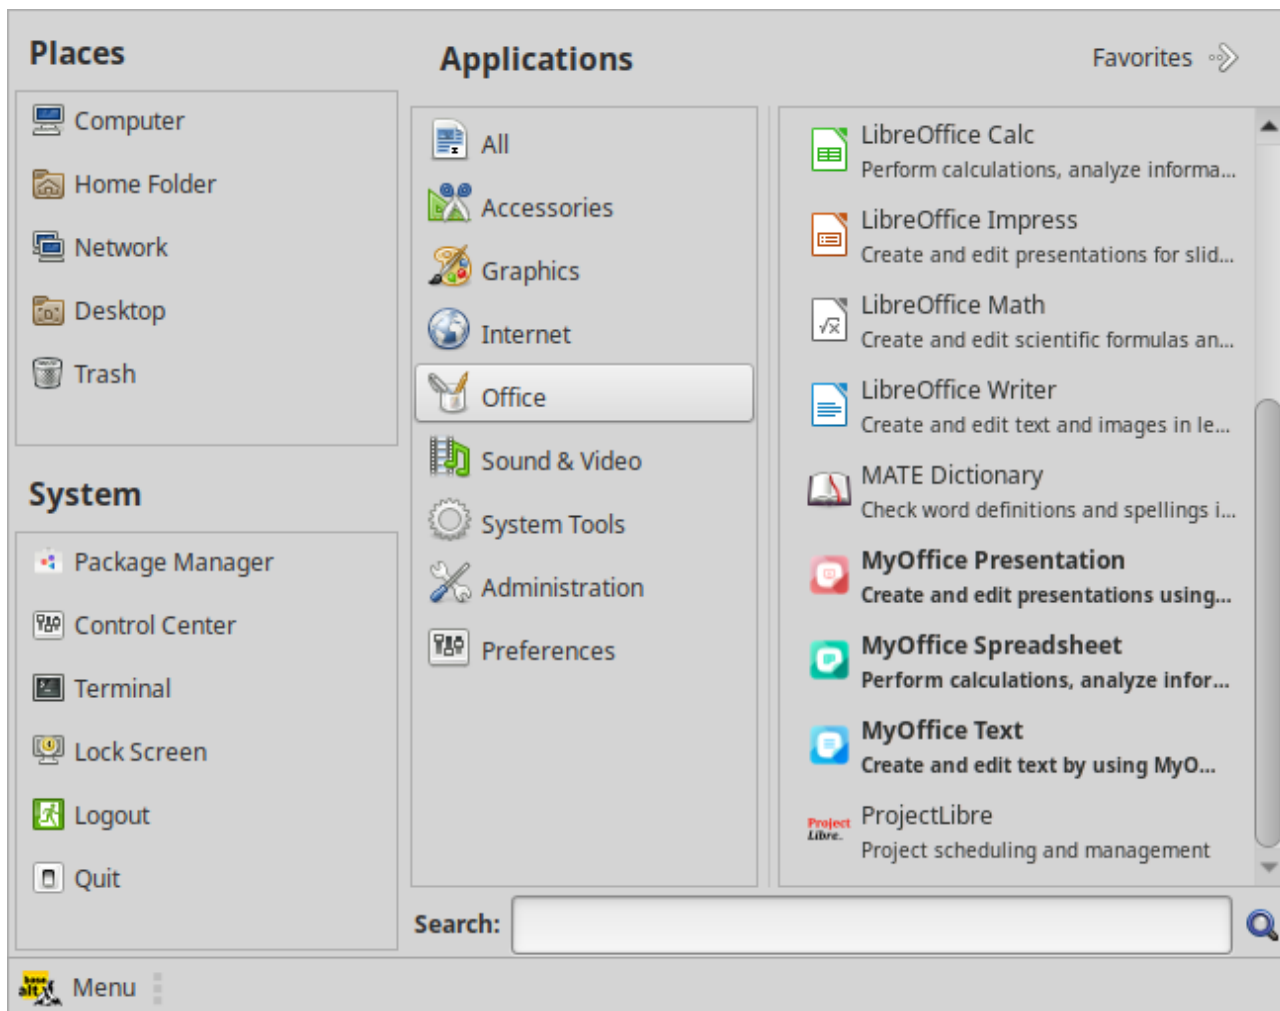 Places
Computer
Home Folder
Network
Desktop
Trash
System
Package Manager
Control Center
Terminal
Lock Screen
Logout
Quit
Applications
Favorites
All
Accessories
Graphics
Internet
Office
Sound & Video
System Tools
Administration
Preferences
LibreOffice Calc
Perform calculations, analyze informa...
LibreOffice Impress
Create and edit presentations for slid...
LibreOffice Math
Create and edit scientific formulas an...
LibreOffice Writer
Create and edit text and images in le...
MATE Dictionary
Check word definitions and spellings i...
MyOffice Presentation
Create and edit presentations using...
MyOffice Spreadsheet
Perform calculations, analyze infor...
MyOffice Text
Create and edit text by using MyO...
Project
Libre
ProjectLibre
Project scheduling and management
Search:
base
alt
Menu